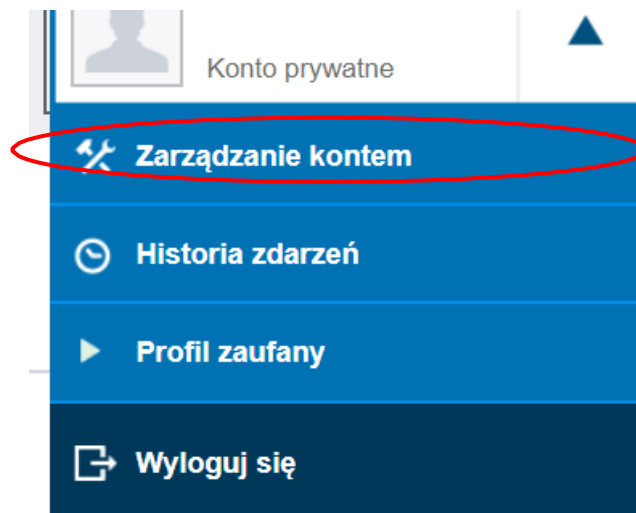 Konto prywatne
Zarządzanie kontem
Historia zdarzeń
Profil zaufany
Wyloguj się